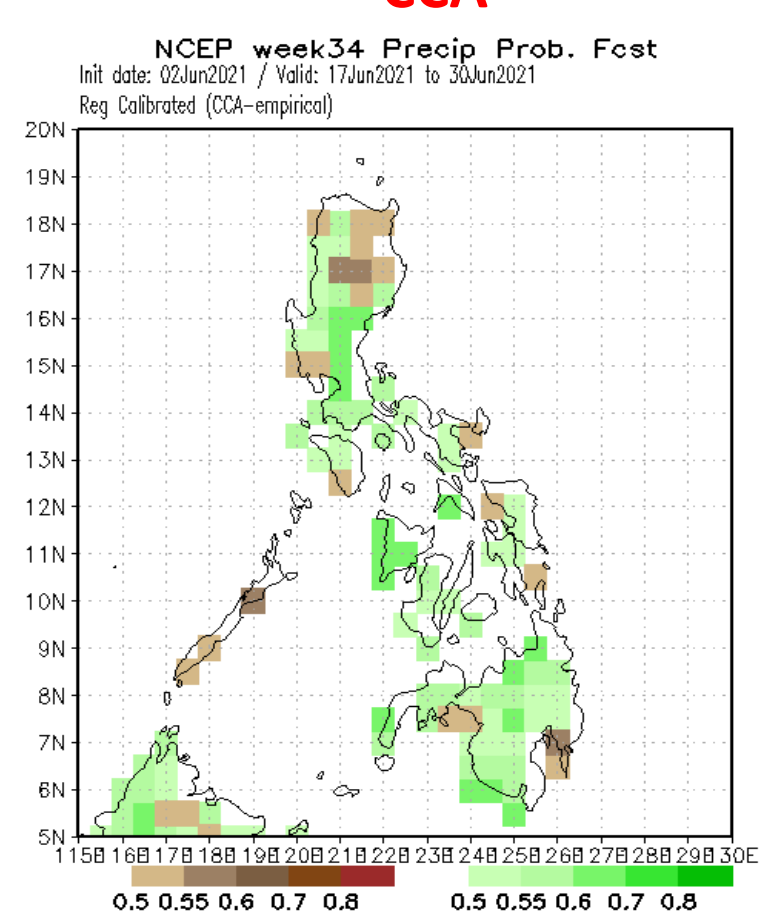 CCA
NCEP week34 Precip Prob. Fcst
Init date: 02Jun2021 / Valid: 17Jun2021 to 30Jun2021
Reg Calibrated (CCA-empirical)
20N
19N
18N
17N
16N
15N
14N
13N
12N
11N
10N
9N
8N
7N
6N
5N
115E 116E 117E 118E 119E 120E 121E 122E 123E 124E 125E 126E 127E 128E 129E 130E
0.5 0.55 0.6 0.7 0.8 0.5 0.55 0.6 0.7 0.8